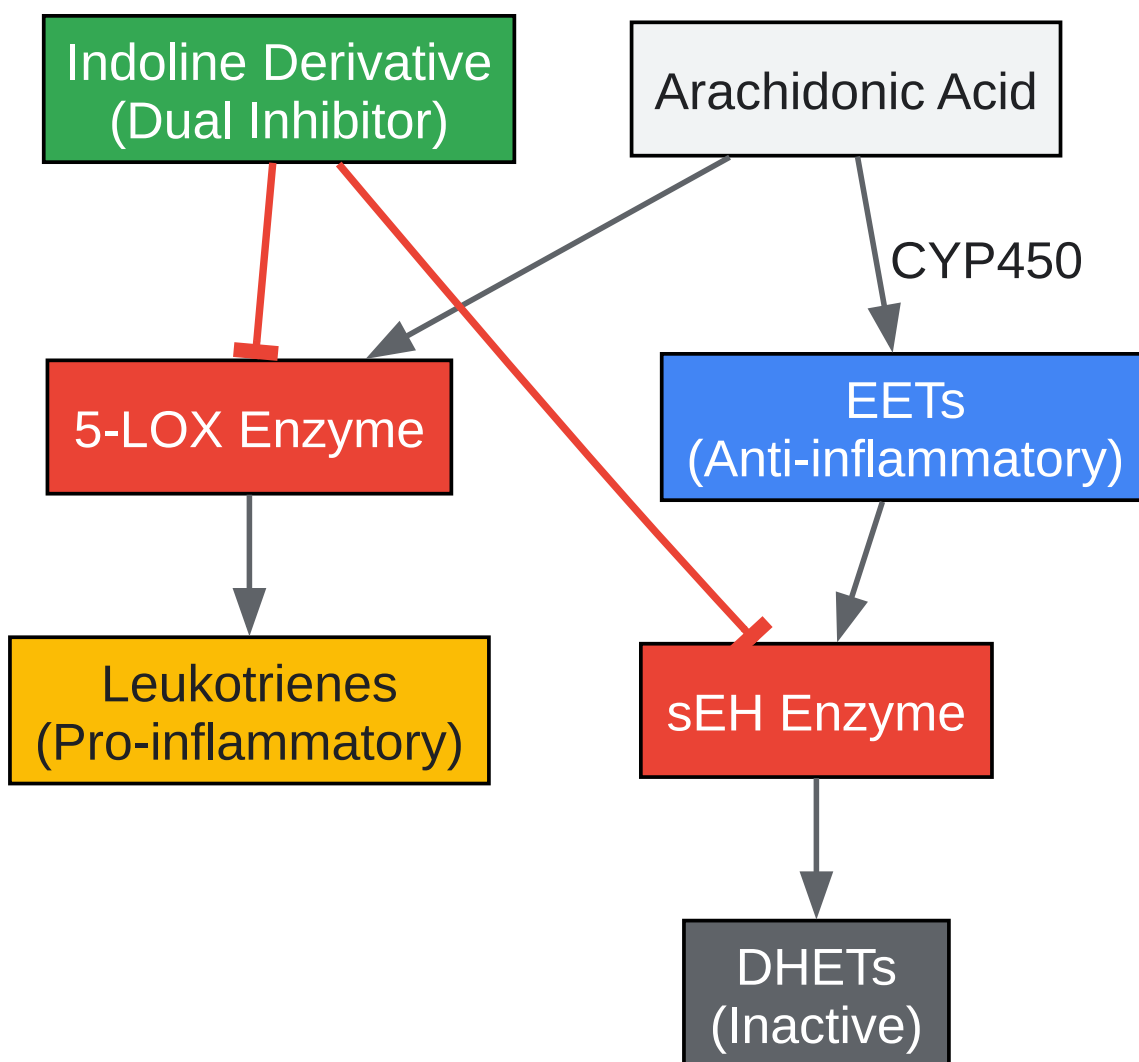 Indoline Derivative
(Dual Inhibitor)
Arachidonic Acid
CYP450
5-LOX Enzyme
EETs
(Anti-inflammatory)
Leukotrienes
(Pro-inflammatory)
sEH Enzyme
DHETs
(Inactive)